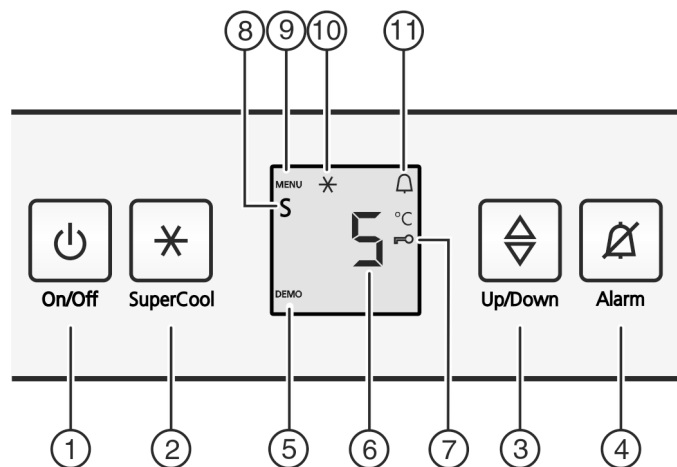 8 9 10 11
MENU
S
5 °C
DEMO
On/Off SuperCool Up/Down Alarm
1 2 5 6 7 3 4